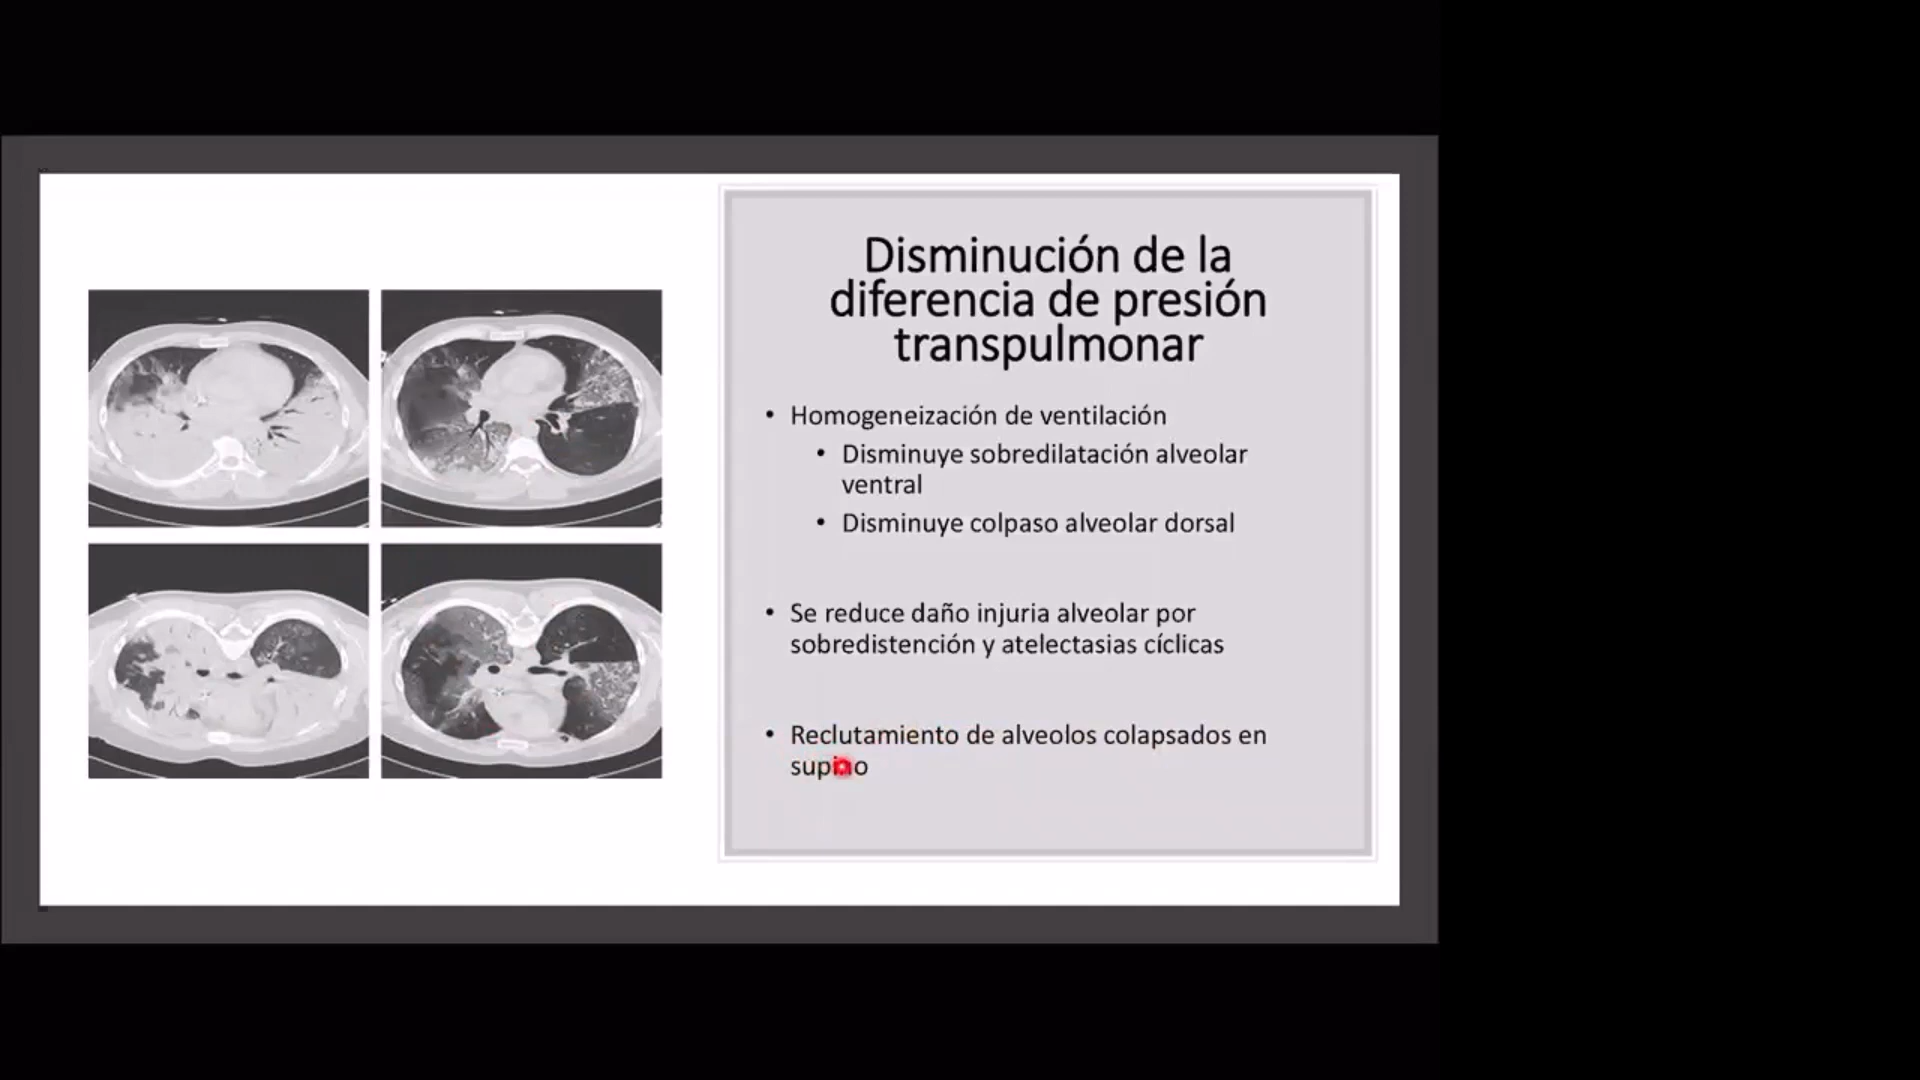 Disminución de la
diferencia de presión
transpulmonar
• Homogeneización de ventilación
• Disminuye sobredilatación alveolar
ventral
• Disminuye colpaso alveolar dorsal
• Se reduce daño injuria alveolar por
sobredistención y atelectasias cíclicas
• Reclutamiento de alveolos colapsados en
supino